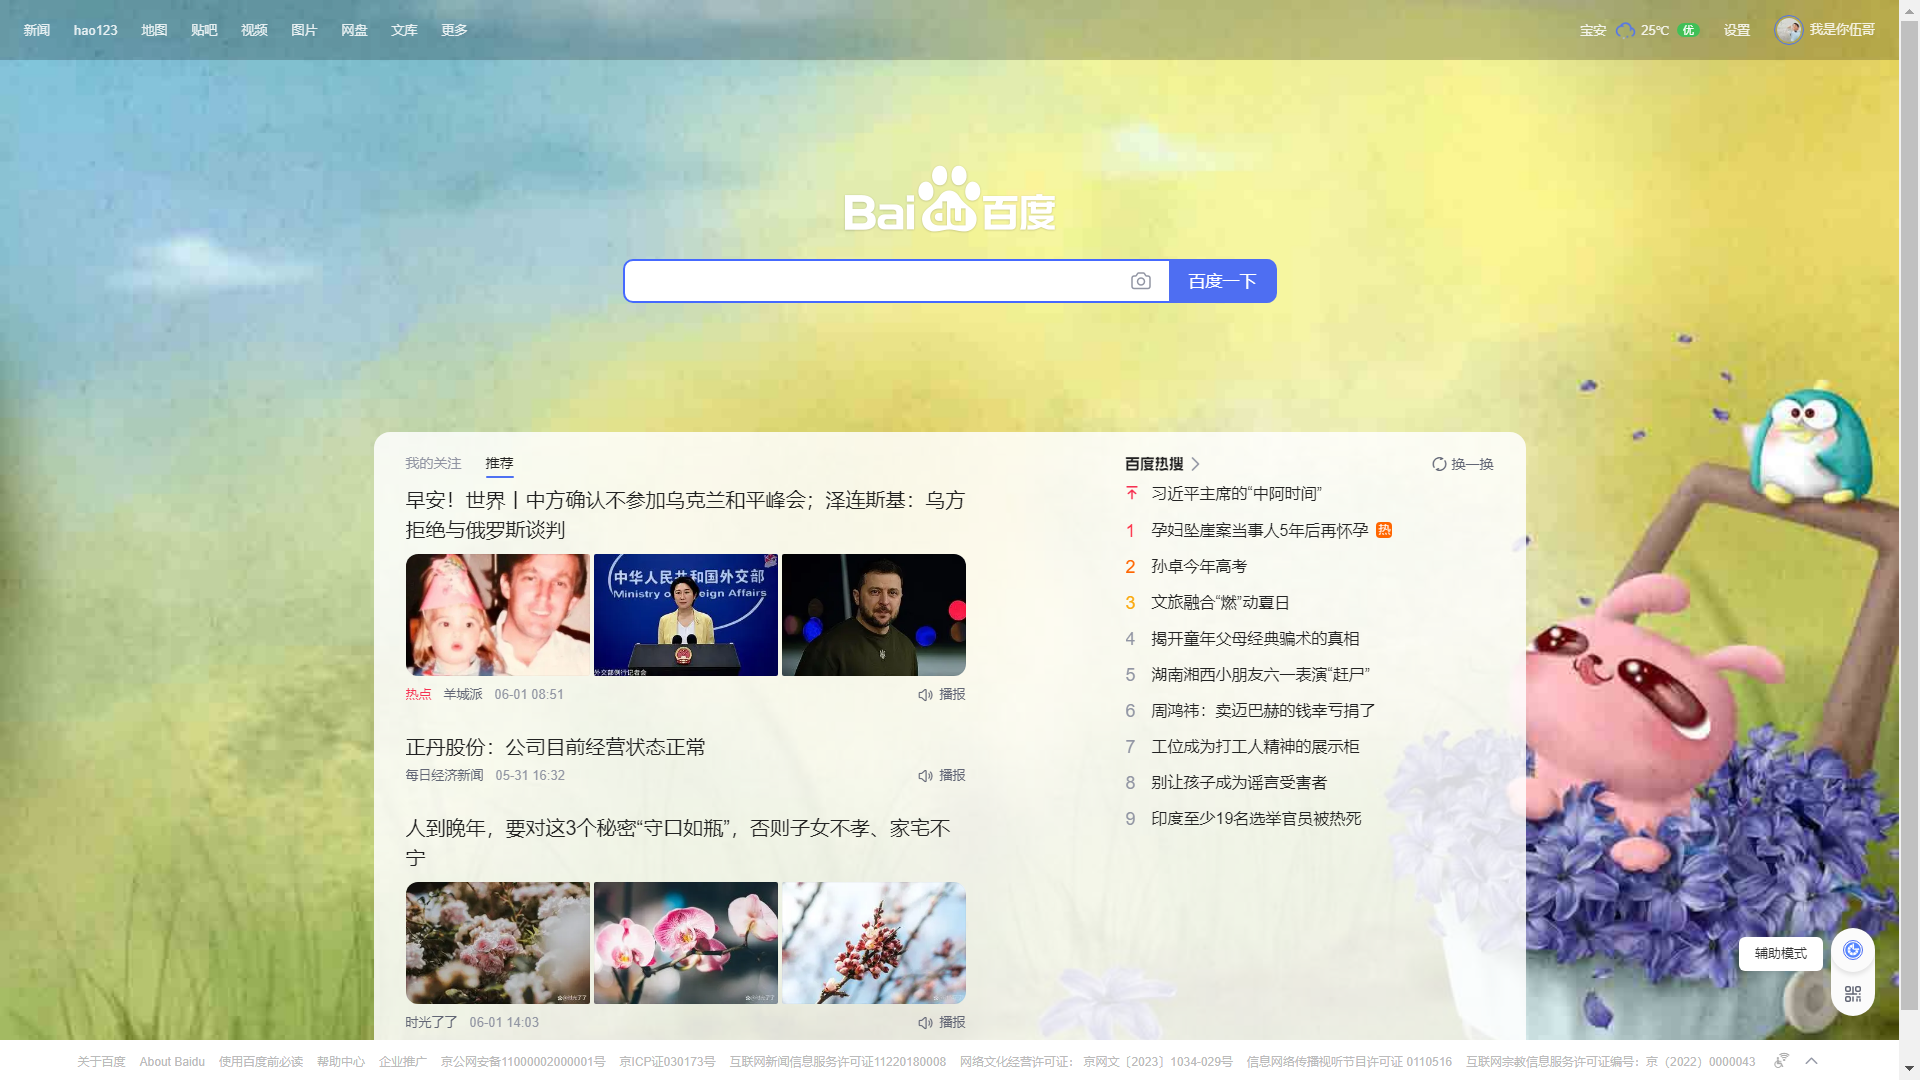 新闻 hao123 地图 贴吧 视频 图片 网盘 文库 更多
宝安 25℃ 优 设置 我是你伍哥
Bai du 百度
百度一下
我的关注 推荐
早安！世界丨中方确认不参加乌克兰和平峰会；泽连斯基：乌方
拒绝与俄罗斯谈判
中华人民共和国外交部
Ministry of Foreign Affairs
外交部例行记者会
热点 羊城派 06-01 08:51 播报
正丹股份：公司目前经营状态正常
每日经济新闻 05-31 16:32 播报
人到晚年，要对这3个秘密“守口如瓶”，否则子女不孝、家宅不
宁
时光了了 06-01 14:03 播报
百度热搜 换一换
习近平主席的“中阿时间”
1 孕妇坠崖案当事人5年后再怀孕 热
2 孙卓今年高考
3 文旅融合“燃”动夏日
4 揭开童年父母经典骗术的真相
5 湖南湘西小朋友六一表演“赶尸”
6 周鸿祎：卖迈巴赫的钱幸亏捐了
7 工位成为打工人精神的展示柜
8 别让孩子成为谣言受害者
9 印度至少19名选举官员被热死
辅助模式
关于百度 About Baidu 使用百度前必读 帮助中心 企业推广 京公网安备11000002000001号 京ICP证030173号 互联网新闻信息服务许可证11220180008 网络文化经营许可证： 京网文〔2023〕1034-029号 信息网络传播视听节目许可证 0110516 互联网宗教信息服务许可证编号：京（2022）0000043